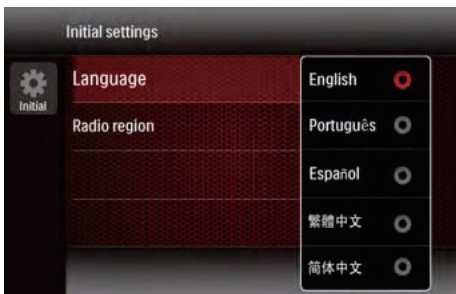 Initial settings
Initial
Language
Radio region
English
Português
Español
繁體中文
简体中文